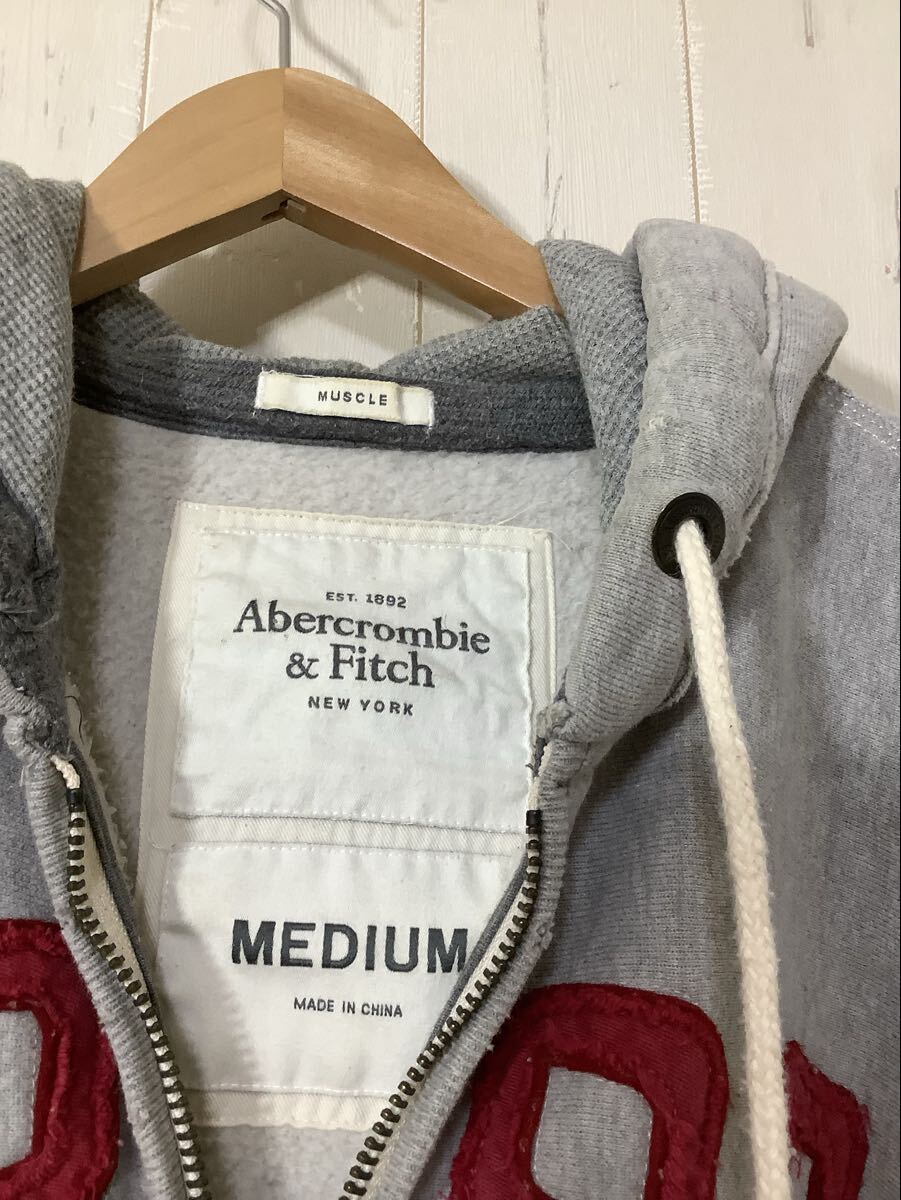 MUSCLE
EST. 1892
Abercrombie
& Fitch
NEW YORK
MEDIUM
MADE IN CHINA